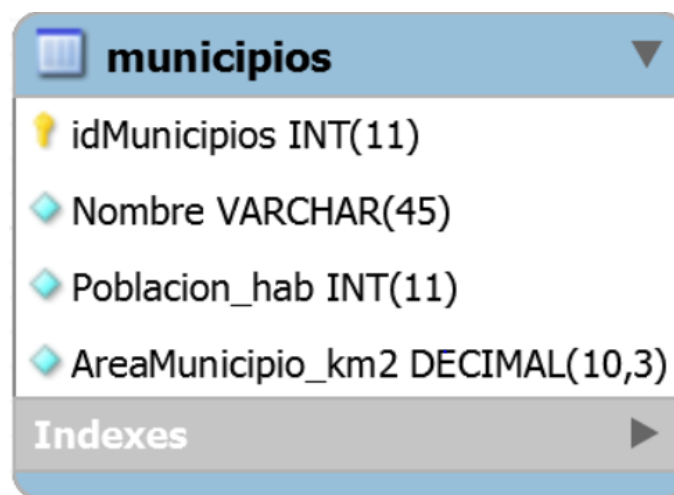 municipios
idMunicipios INT(11)
Nombre VARCHAR(45)
Poblacion_hab INT(11)
AreaMunicipio_km2 DECIMAL(10,3)
Indexes